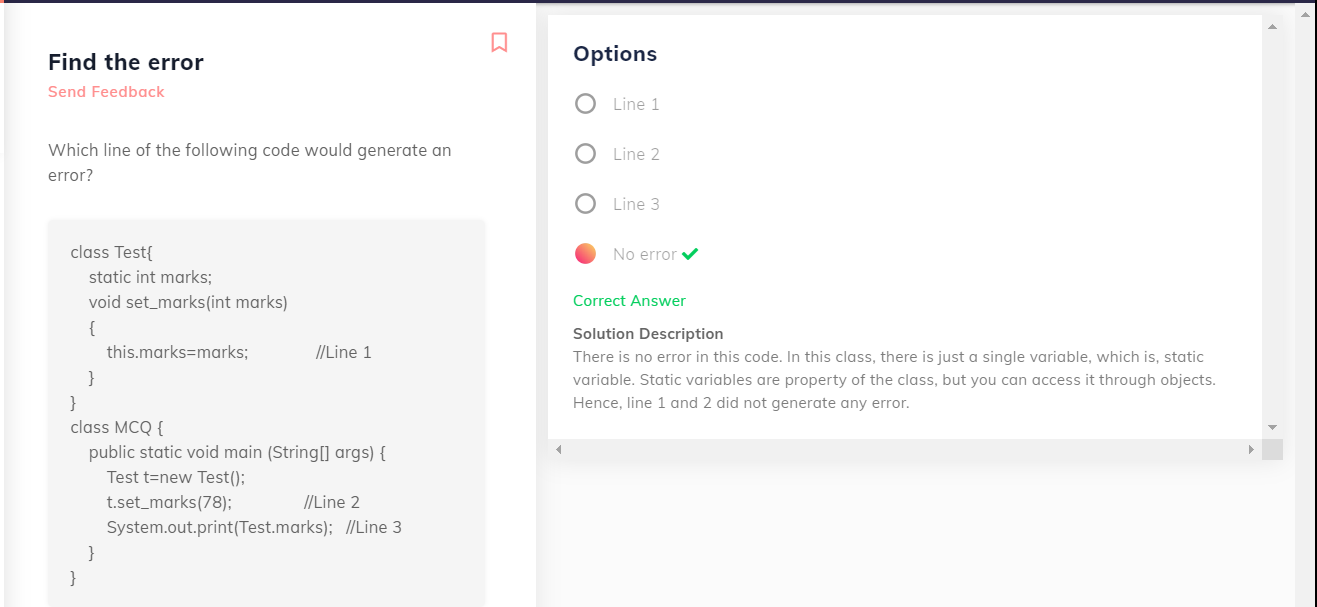 Find the error
Send Feedback
Which line of the following code would generate an
error?
class Test{
    static int marks;
    void set_marks(int marks)
    {
        this.marks=marks;               //Line 1
    }
}
class MCQ {
    public static void main (String[] args) {
        Test t=new Test();
        t.set_marks(78);                //Line 2
        System.out.print(Test.marks);   //Line 3
    }
}
Options
Line 1
Line 2
Line 3
No error
Correct Answer
Solution Description
There is no error in this code. In this class, there is just a single variable, which is, static
variable. Static variables are property of the class, but you can access it through objects.
Hence, line 1 and 2 did not generate any error.